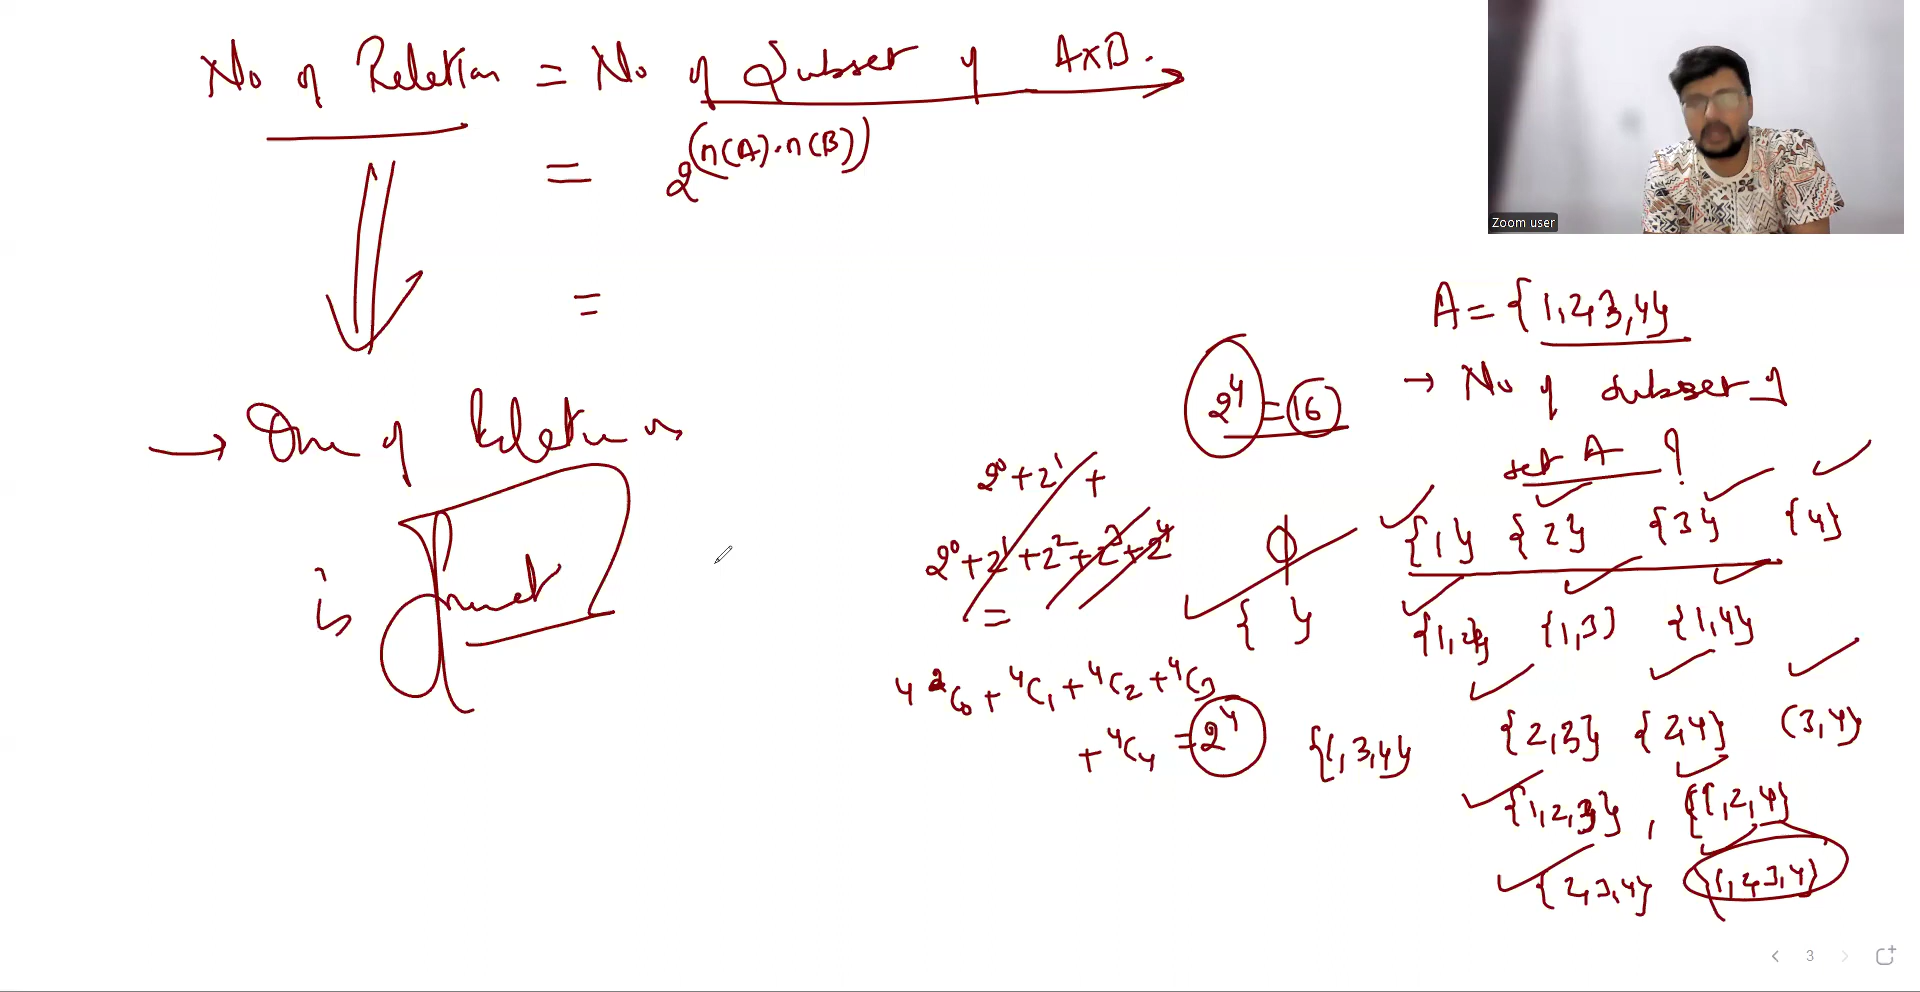 No of Relation = No of Subset of A×B.
= 2^(n(A)·n(B))
=
→ One of Relation
is
Zoom user
A = {1,2,3,4}
→ No of subset of
set A ?
2^4 = 16
2^0 + 2^1 +
2^0 + 2^1 + 2^2 + 2^3 + 2^4
=
ϕ
{ }
{1} {2} {3} {4}
{1,2} {1,3} {1,4}
{2,3} {2,4} (3,4}
{1,3,4}
{1,2,3} , {1,2,4}
{2,3,4} {1,2,3,4}
4 C0 + 4C1 + 4C2 + 4C3
+ 4C4 = 2^4
3